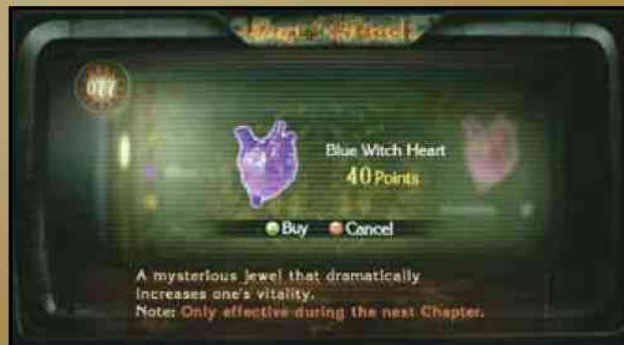 077
Blue Witch Heart
40 Points
Buy Cancel
A mysterious jewel that dramatically
increases one's vitality.
Note: Only effective during the next Chapter.